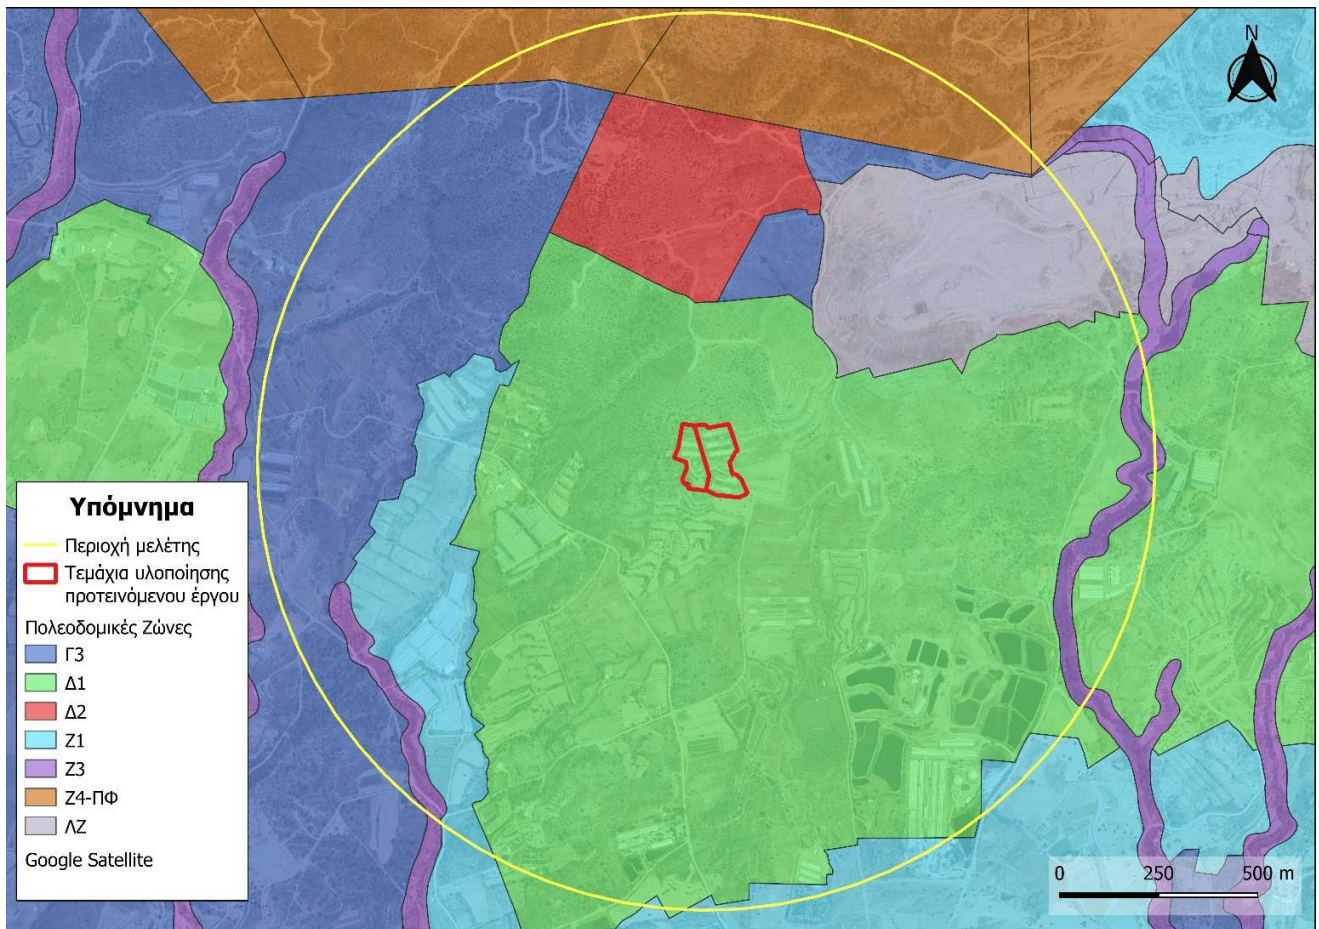 N
Υπόμνημα
Περιοχή μελέτης
Τεμάχια υλοποίησης
προτεινόμενου έργου
Πολεοδομικές Ζώνες
Γ3
Δ1
Δ2
Ζ1
Ζ3
Ζ4-ΠΦ
ΛΖ
Google Satellite
0 250 500 m